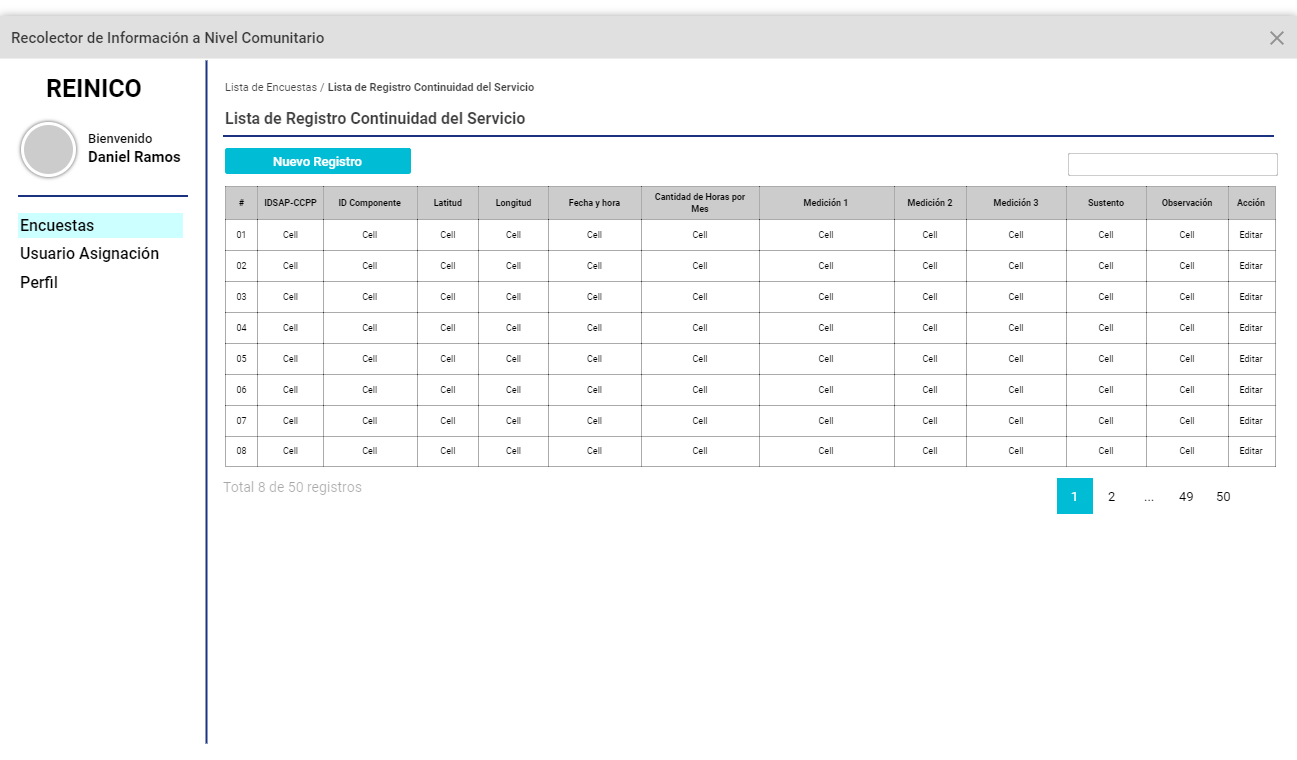 Recolector de Información a Nivel Comunitario
REINICO
Bienvenido
Daniel Ramos
Encuestas
Usuario Asignación
Perfil
Lista de Encuestas / Lista de Registro Continuidad del Servicio
Lista de Registro Continuidad del Servicio
Nuevo Registro
# IDSAP-CCPP ID Componente Latitud Longitud Fecha y hora Cantidad de Horas por Mes Medición 1 Medición 2 Medición 3 Sustento Observación Acción
01 Cell Cell Cell Cell Cell Cell Cell Cell Cell Cell Cell Editar
02 Cell Cell Cell Cell Cell Cell Cell Cell Cell Cell Cell Editar
03 Cell Cell Cell Cell Cell Cell Cell Cell Cell Cell Cell Editar
04 Cell Cell Cell Cell Cell Cell Cell Cell Cell Cell Cell Editar
05 Cell Cell Cell Cell Cell Cell Cell Cell Cell Cell Cell Editar
06 Cell Cell Cell Cell Cell Cell Cell Cell Cell Cell Cell Editar
07 Cell Cell Cell Cell Cell Cell Cell Cell Cell Cell Cell Editar
08 Cell Cell Cell Cell Cell Cell Cell Cell Cell Cell Cell Editar
Total 8 de 50 registros
1 2 ... 49 50